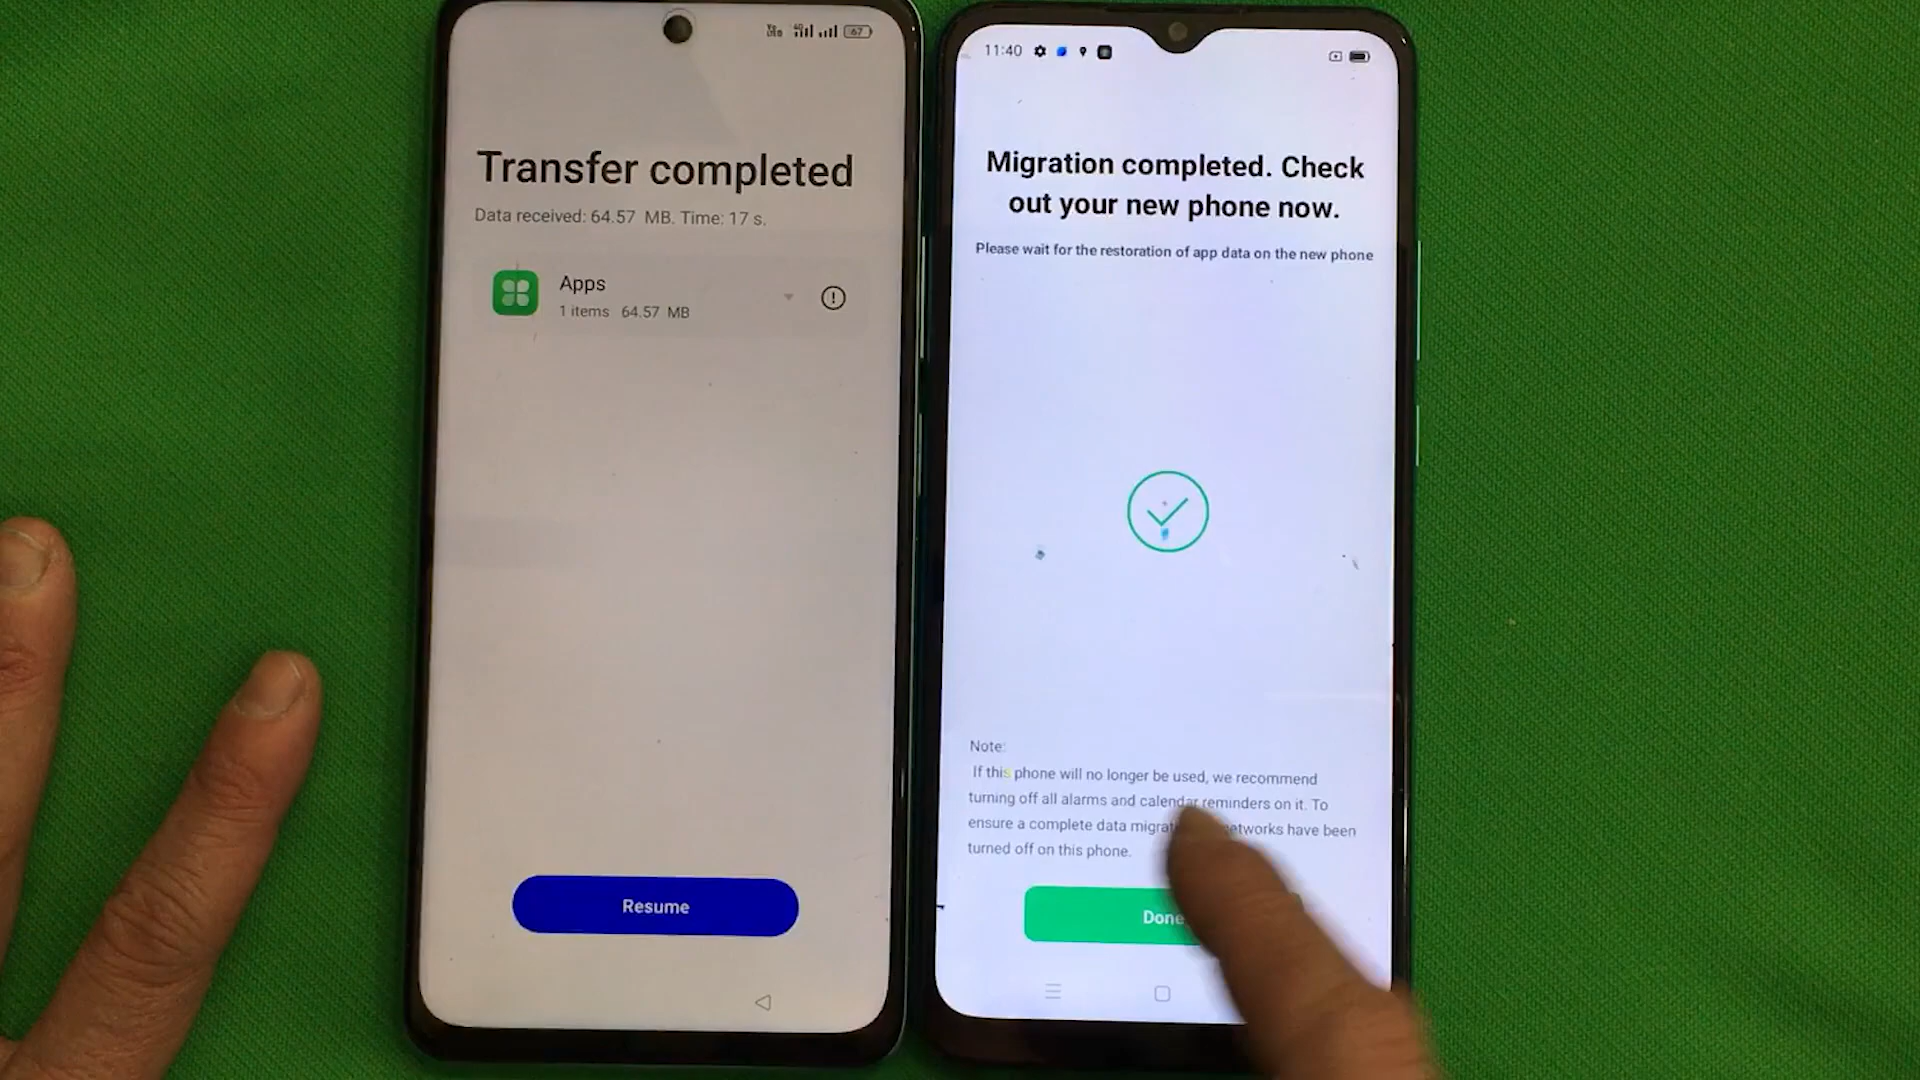 67
Transfer completed
Data received: 64.57 MB. Time: 17 s.
Apps
1 items 64.57 MB
Resume
11:40
Migration completed. Check
out your new phone now.
Please wait for the restoration of app data on the new phone
Note:
If this phone will no longer be used, we recommend
turning off all alarms and calendar reminders on it. To
ensure a complete data migrat etworks have been
turned off on this phone.
Done